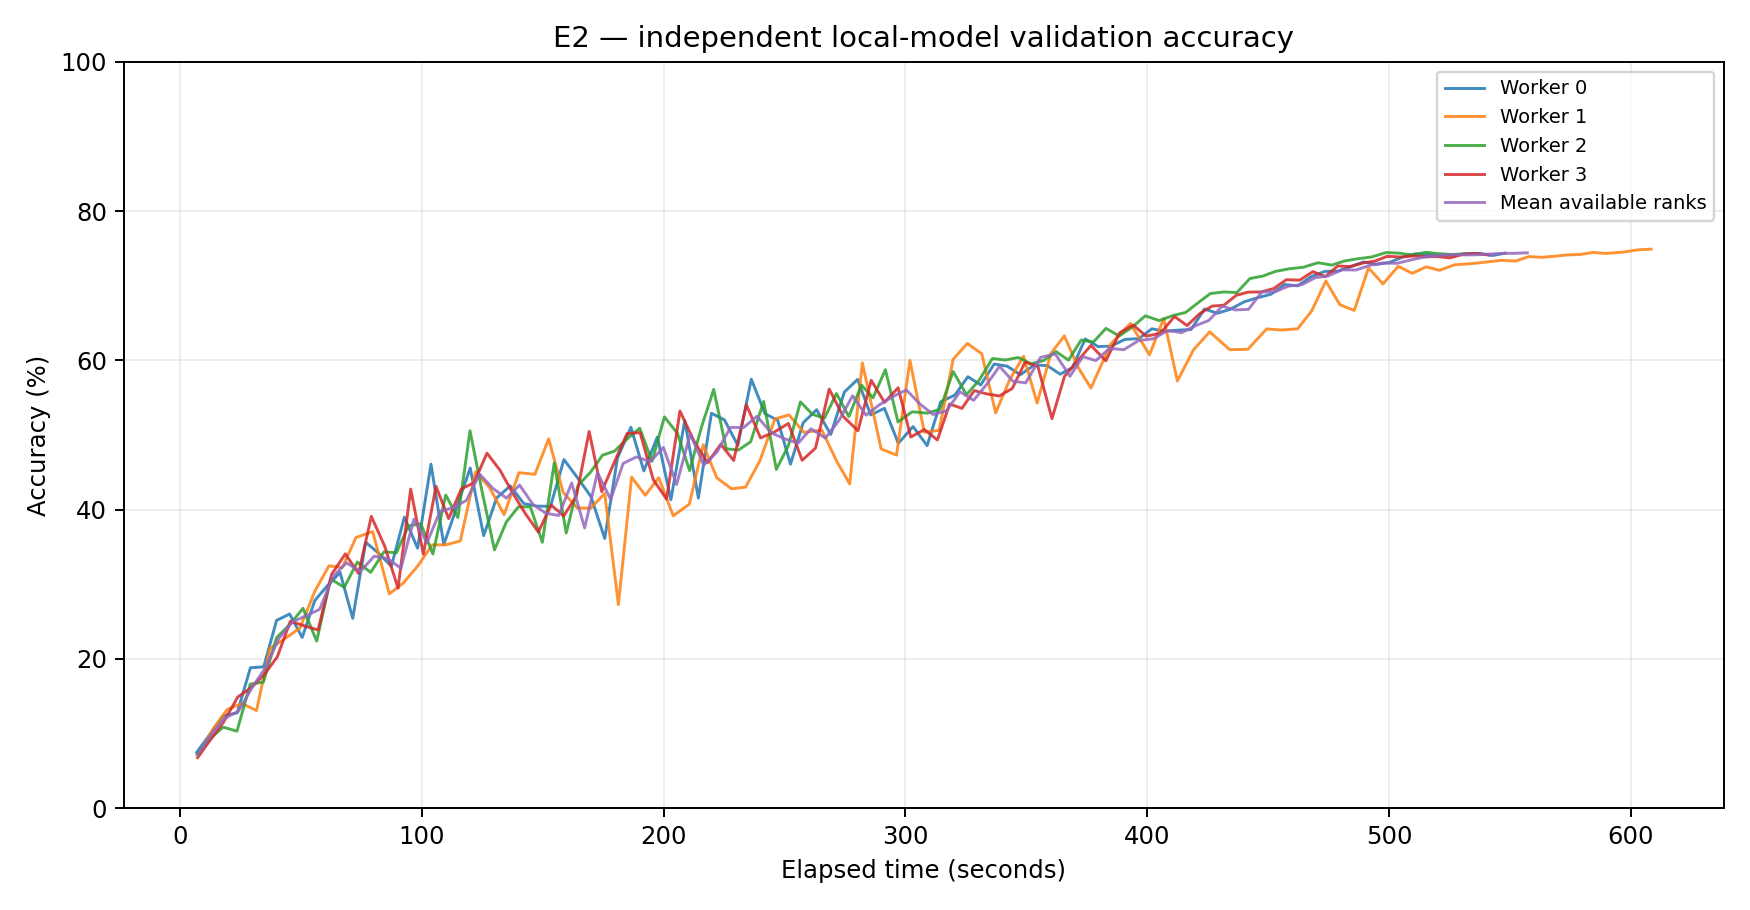 E2 — independent local-model validation accuracy
100
80
60
40
20
0
Accuracy (%)
Worker 0
Worker 1
Worker 2
Worker 3
Mean available ranks
0 100 200 300 400 500 600
Elapsed time (seconds)